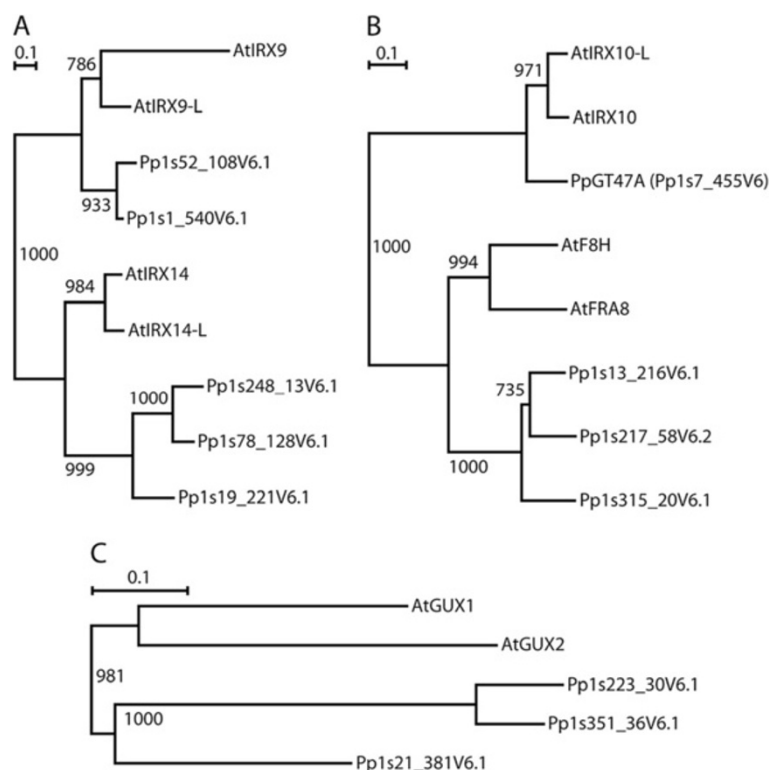 A
0.1
786
AtIRX9
AtIRX9-L
Pp1s52_108V6.1
933
Pp1s1_540V6.1
1000
984
AtIRX14
AtIRX14-L
1000
Pp1s248_13V6.1
Pp1s78_128V6.1
999
Pp1s19_221V6.1
B
0.1
971
AtIRX10-L
AtIRX10
PpGT47A (Pp1s7_455V6)
1000
994
AtF8H
AtFRA8
735
Pp1s13_216V6.1
Pp1s217_58V6.2
1000
Pp1s315_20V6.1
C
0.1
AtGUX1
AtGUX2
981
Pp1s223_30V6.1
1000
Pp1s351_36V6.1
Pp1s21_381V6.1